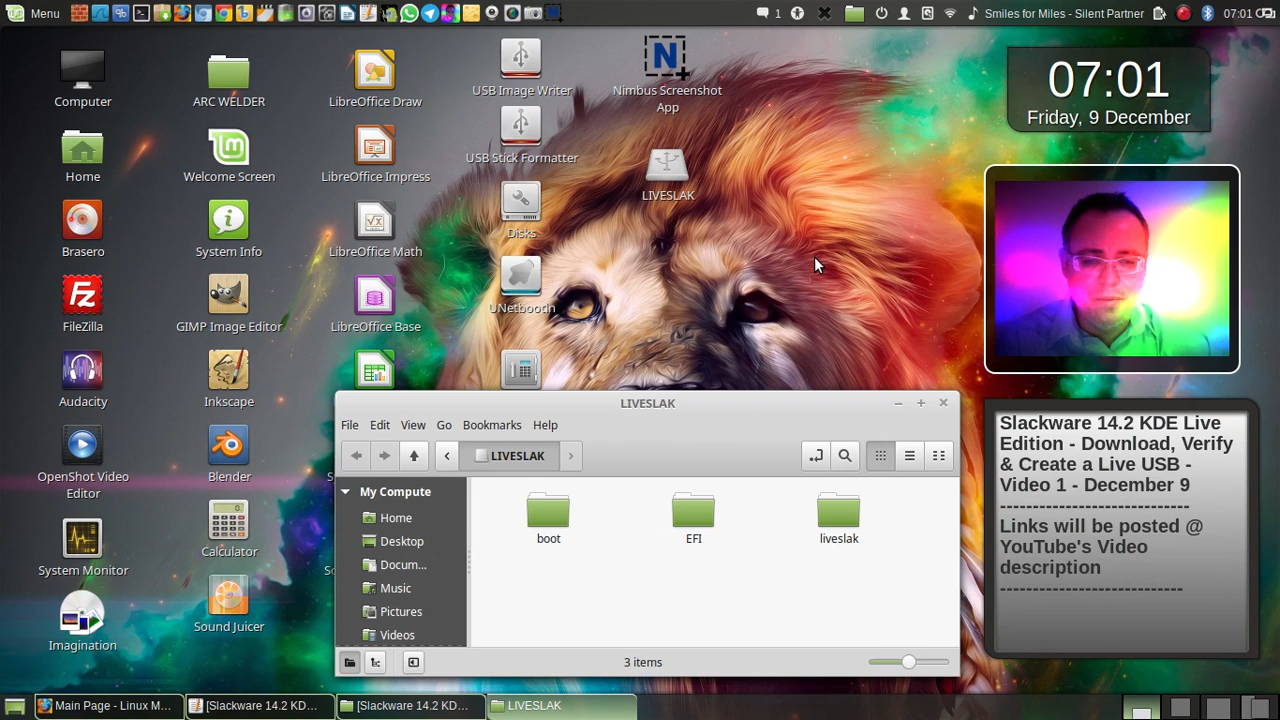 Menu
1
Smiles for Miles - Silent Partner
07:01
Computer
ARC WELDER
LibreOffice Draw
USB Image Writer
Nimbus Screenshot
App
07:01
Friday, 9 December
Home
Welcome Screen
LibreOffice Impress
USB Stick Formatter
LIVESLAK
Brasero
System Info
LibreOffice Math
Disks
FileZilla
GIMP Image Editor
LibreOffice Base
UNetbootin
Audacity
Inkscape
OpenShot Video
Editor
Blender
System Monitor
Calculator
Imagination
Sound Juicer
LIVESLAK
File Edit View Go Bookmarks Help
LIVESLAK
My Compute
Home
Desktop
Docum...
Music
Pictures
Videos
boot
EFI
liveslak
3 items
Slackware 14.2 KDE Live
Edition - Download, Verify
& Create a Live USB -
Video 1 - December 9
----------------------------
Links will be posted @
YouTube's Video
description
---------------------------
Main Page - Linux M...
[Slackware 14.2 KD...
[Slackware 14.2 KD...
LIVESLAK